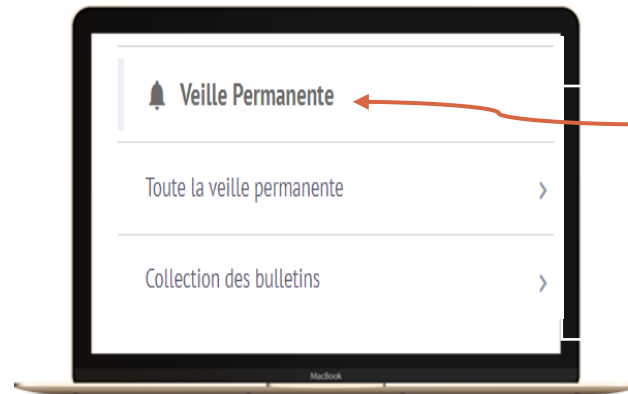 Veille Permanente
Toute la veille permanente
Collection des bulletins
MacBook